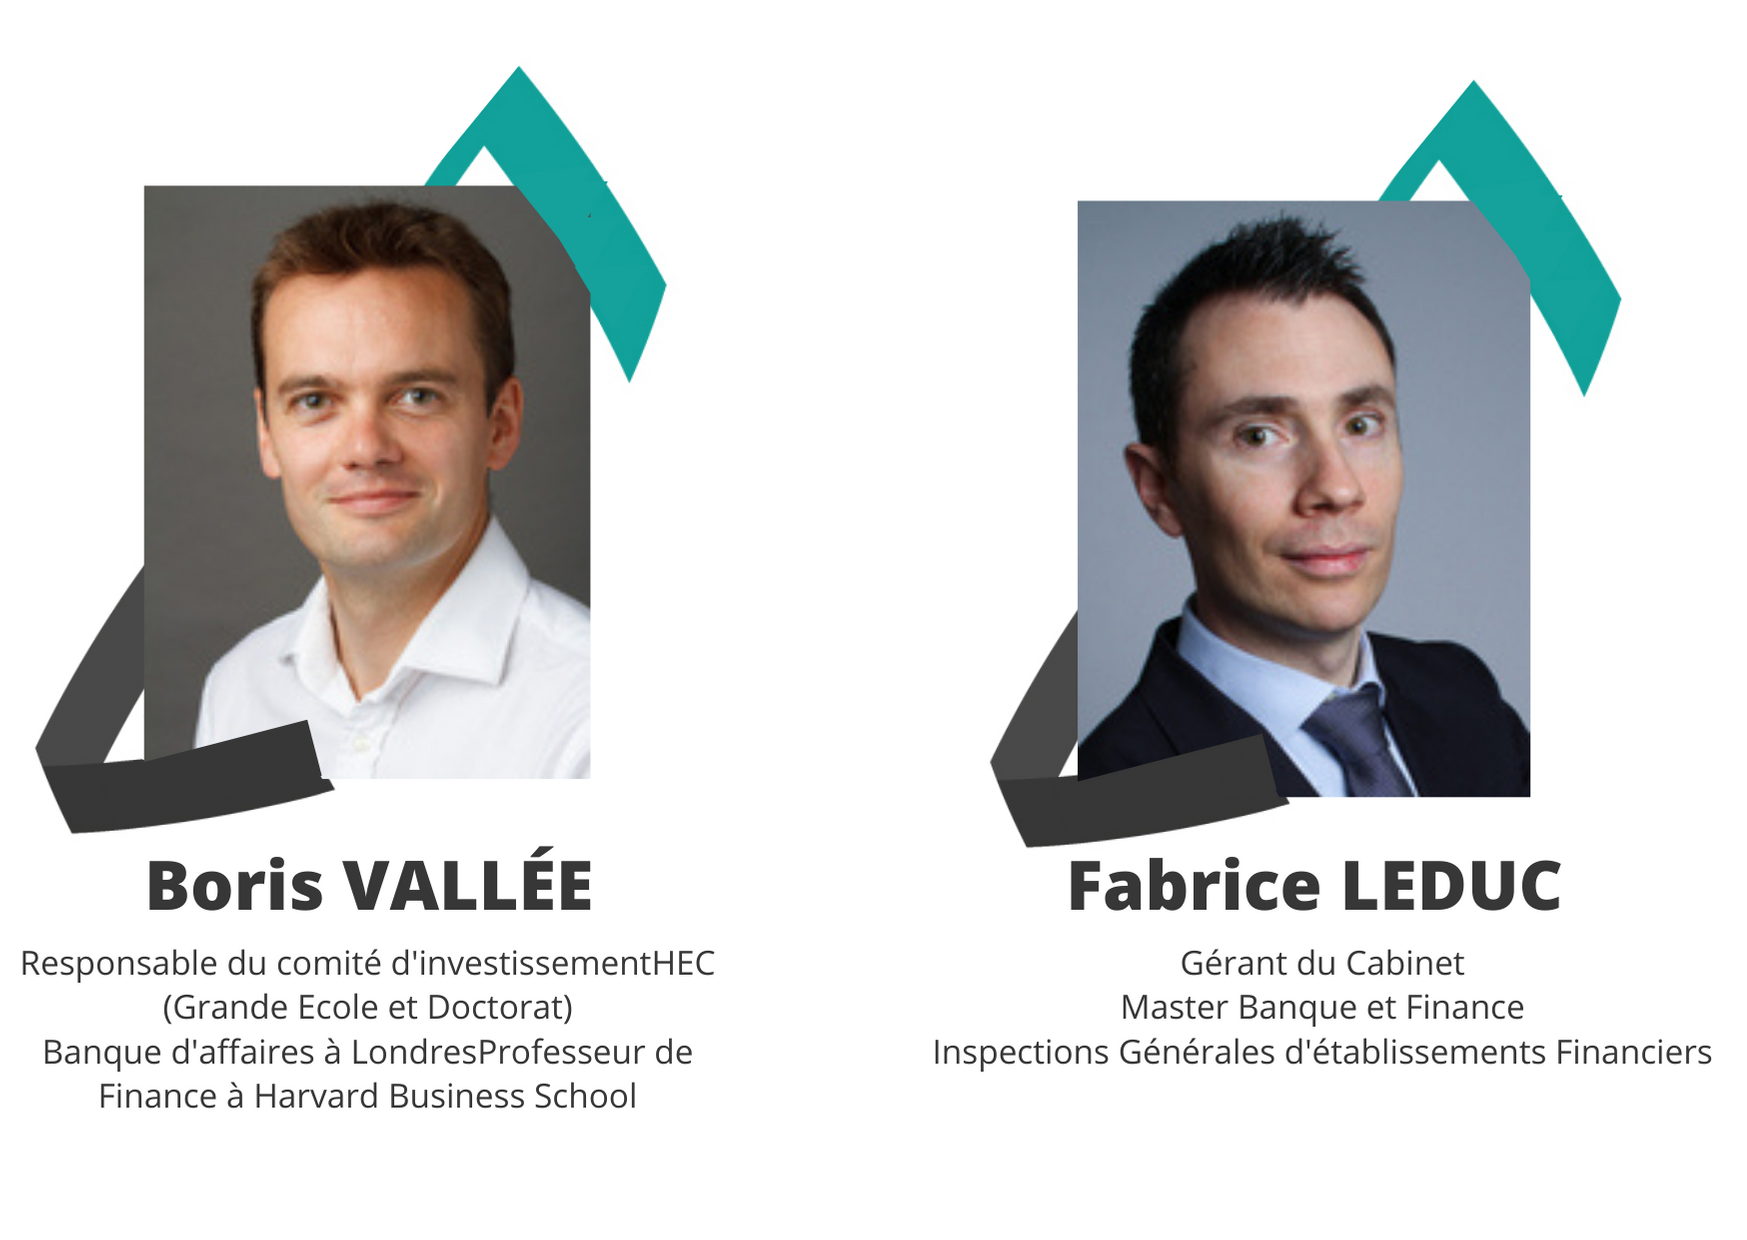 Boris VALLÉE
Responsable du comité d'investissementHEC
(Grande Ecole et Doctorat)
Banque d'affaires à LondresProfesseur de
Finance à Harvard Business School
Fabrice LEDUC
Gérant du Cabinet
Master Banque et Finance
Inspections Générales d'établissements Financiers